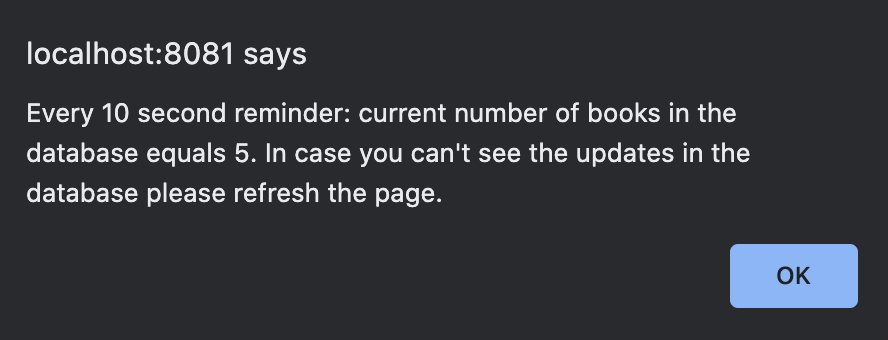 localhost:8081 says
Every 10 second reminder: current number of books in the
database equals 5. In case you can't see the updates in the
database please refresh the page.
OK